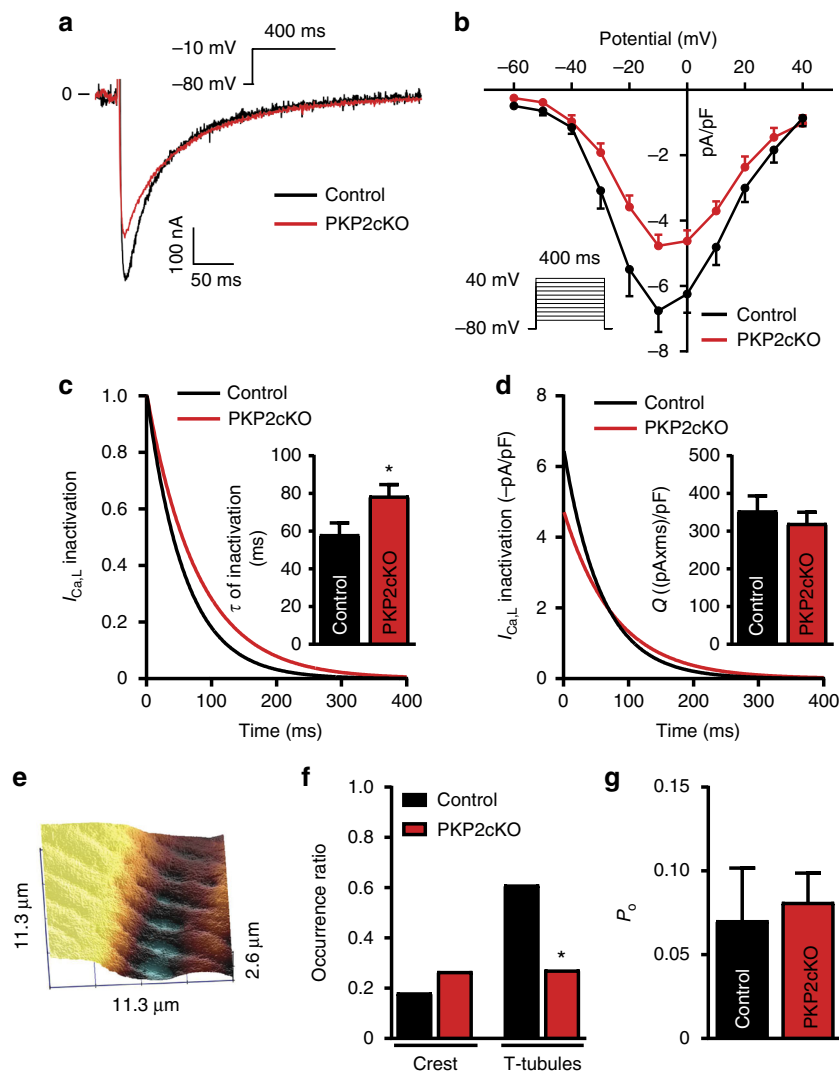 a
400 ms
–10 mV
–80 mV
0
Control
PKP2cKO
100 nA
50 ms
b
Potential (mV)
–60
–40
–20
0
20
40
–2
–4
–6
–8
pA/pF
400 ms
40 mV
–80 mV
Control
PKP2cKO
c
Control
PKP2cKO
1.0
0.8
0.6
0.4
0.2
0
I_Ca,L inactivation
0
100
200
300
400
Time (ms)
100
80
60
40
20
0
τ of inactivation
(ms)
*
Control
PKP2cKO
d
Control
PKP2cKO
8
6
4
2
0
I_Ca,L inactivation (–pA/pF)
0
100
200
300
400
Time (ms)
500
400
300
200
100
0
Q ((pAxms)/pF)
Control
PKP2cKO
e
11.3 µm
11.3 µm
2.6 µm
f
1.0
0.8
0.6
0.4
0.2
0
Occurrence ratio
Control
PKP2cKO
*
Crest
T-tubules
g
0.15
0.10
0.05
0
P_o
Control
PKP2cKO